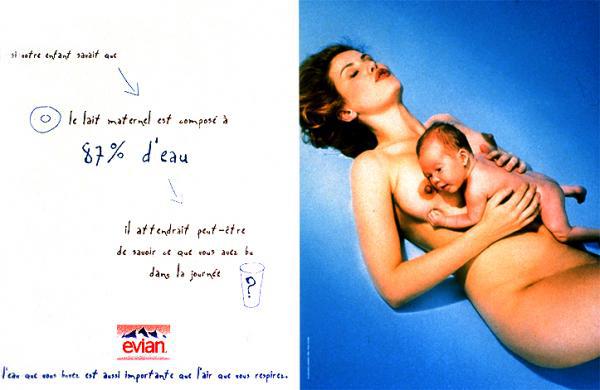 si votre enfant savait que
le lait maternel est composé à
87% d'eau
il attendrait peut-être
de savoir ce que vous avez bu
dans la journée
?
evian.
l'eau que vous buvez est aussi importante que l'air que vous respirez.